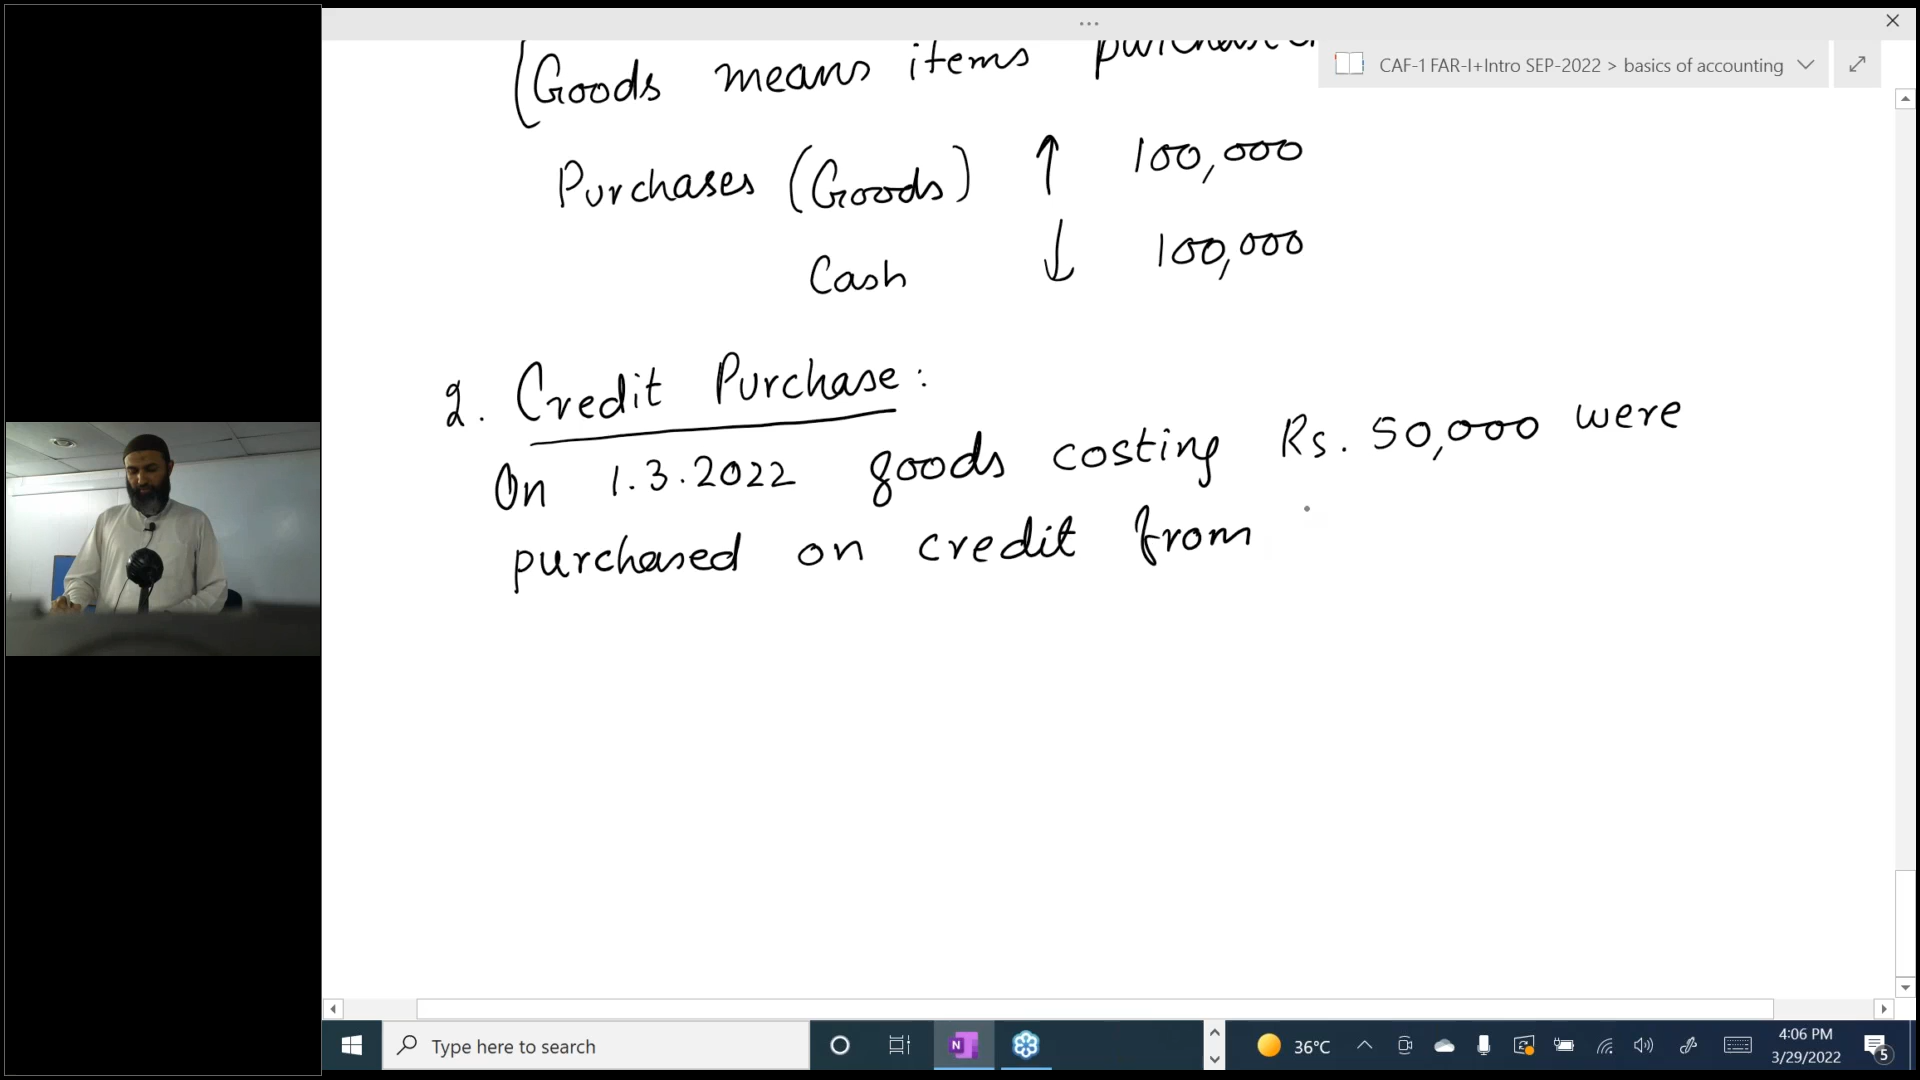 (Goods means items purchased
CAF-1 FAR-I+Intro SEP-2022 > basics of accounting
Purchases (Goods) ↑ 100,000
Cash ↓ 100,000
2. Credit Purchase:
On 1.3.2022 goods costing Rs. 50,000 were
purchased on credit from
Type here to search
N
36°C
4:06 PM
3/29/2022
5